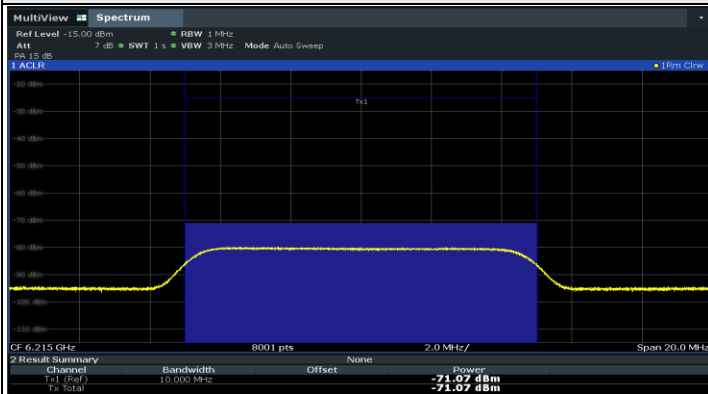 MultiView Spectrum
Ref Level -15.00 dBm RBW 1 MHz
Att 7 dB SWT 1 s VBW 3 MHz Mode Auto Sweep
PA 15 dB
1 ACLR 1Rm Clrw
-20 dBm
Tx1
-30 dBm
-40 dBm
-50 dBm
-60 dBm
-70 dBm
-80 dBm
-90 dBm
-100 dBm
-110 dBm
CF 6.215 GHz 8001 pts 2.0 MHz/ Span 20.0 MHz
2 Result Summary None
Channel Bandwidth Offset Power
Tx1 (Ref) 10.000 MHz -71.07 dBm
Tx Total -71.07 dBm